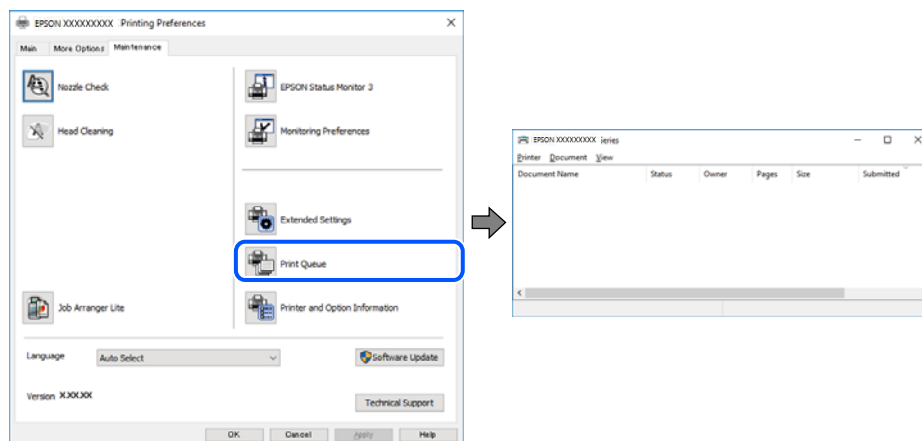 EPSON XXXXXXXXX Printing Preferences
Main More Options Maintenance
Nozzle Check
Head Cleaning
Job Arranger Lite
EPSON Status Monitor 3
Monitoring Preferences
Extended Settings
Print Queue
Printer and Option Information
Language Auto Select Software Update
Version X.XX.XX
Technical Support
OK Cancel Apply Help
EPSON XXXXXXXXX ieries
Printer Document View
Document Name Status Owner Pages Size Submitted